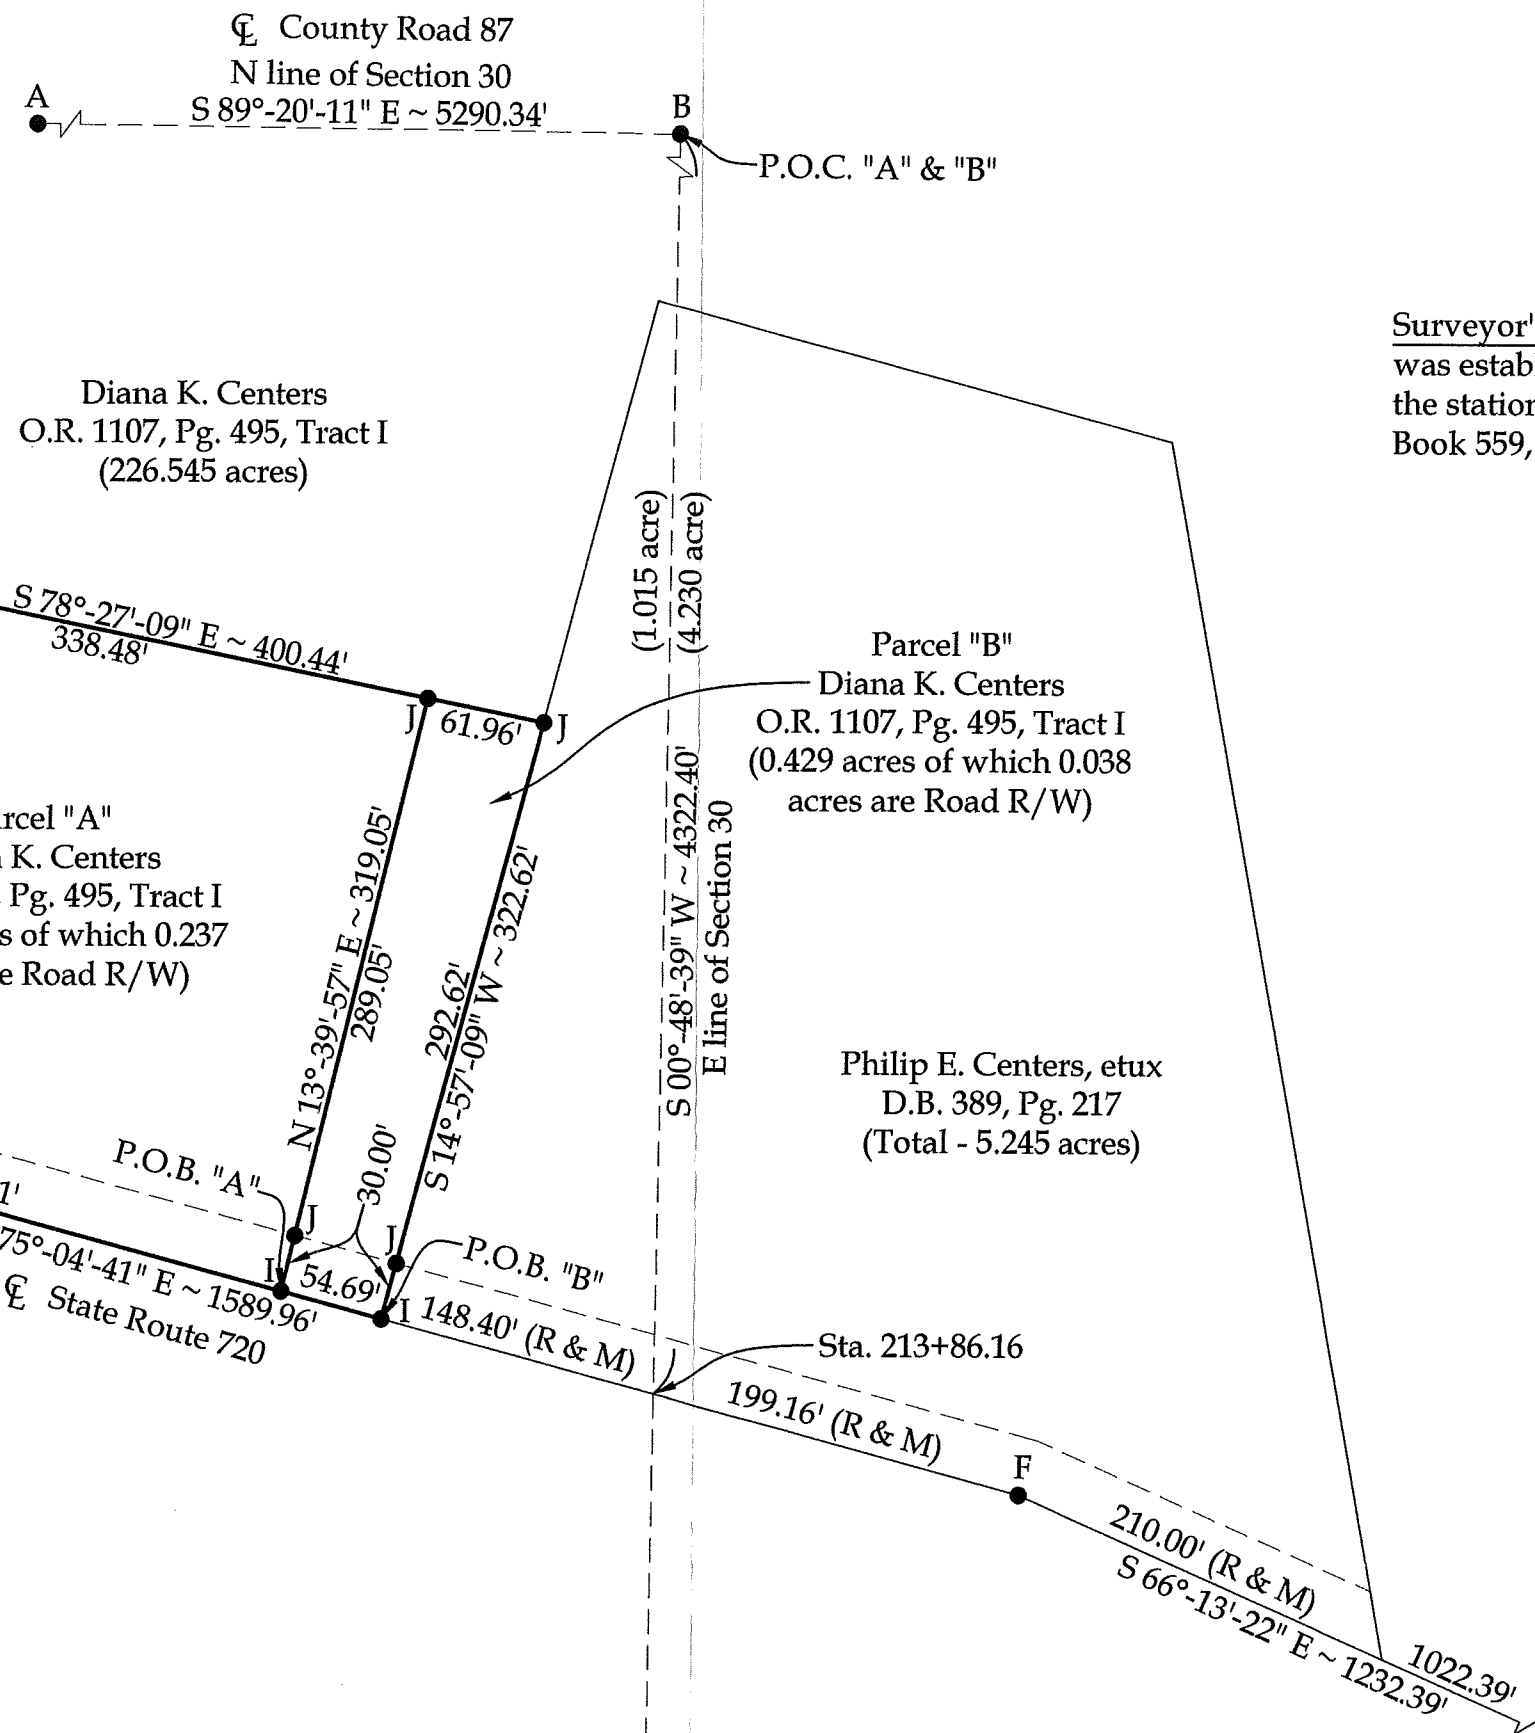 ℄ County Road 87
N line of Section 30
S 89°-20'-11" E ~ 5290.34'
A
B
P.O.C. "A" & "B"
Surveyor'
was establ
the station
Book 559,
Diana K. Centers
O.R. 1107, Pg. 495, Tract I
(226.545 acres)
(1.015 acre)
(4.230 acre)
S 78°-27'-09" E ~ 400.44'
338.48'
J
61.96'
J
Parcel "B"
Diana K. Centers
O.R. 1107, Pg. 495, Tract I
(0.429 acres of which 0.038
acres are Road R/W)
rcel "A"
K. Centers
Pg. 495, Tract I
s of which 0.237
e Road R/W)
N 13°-39'-57" E ~ 319.05'
289.05'
292.62'
S 14°-57'-09" W ~ 322.62'
S 00°-48'-39" W ~ 4322.40'
E line of Section 30
Philip E. Centers, etux
D.B. 389, Pg. 217
(Total - 5.245 acres)
P.O.B. "A"
30.00'
J
J
P.O.B. "B"
1'
75°-04'-41" E ~ 1589.96'
℄ State Route 720
I
54.69'
I
148.40' (R & M)
Sta. 213+86.16
199.16' (R & M)
F
210.00' (R & M)
S 66°-13'-22" E ~ 1232.39'
1022.39'